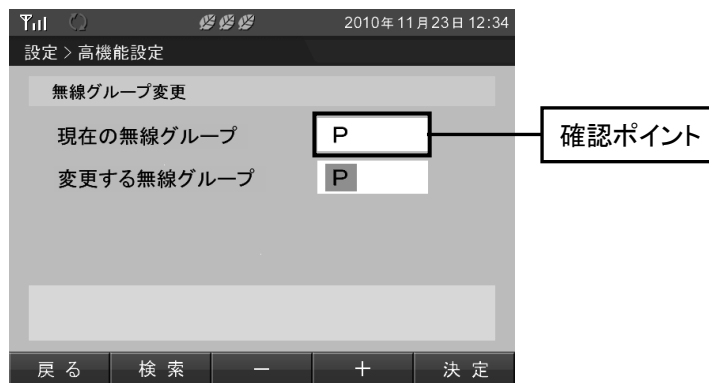 2010年11月23日 12:34
設定 > 高機能設定
無線グループ変更
現在の無線グループ P
確認ポイント
変更する無線グループ P
戻る 検索 － ＋ 決定